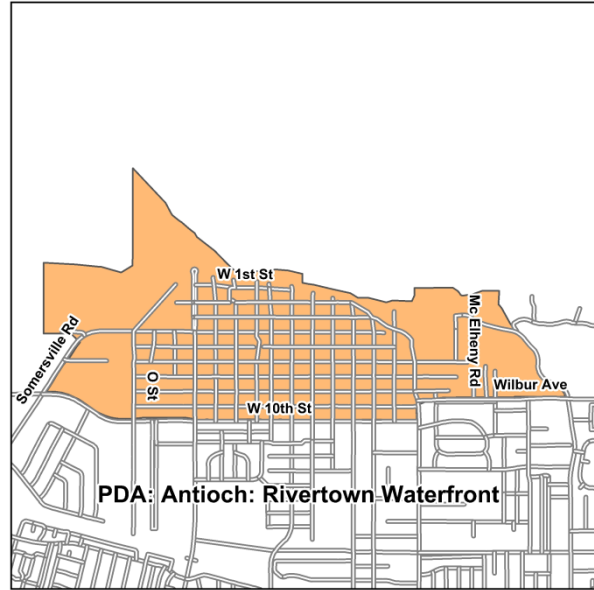 W 1st St
Mc Elheny Rd
Somersville Rd
O St
Wilbur Ave
W 10th St
PDA: Antioch: Rivertown Waterfront